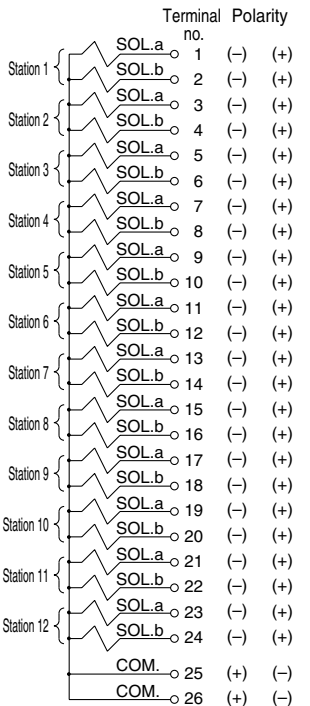 Terminal no. Polarity
Station 1 SOL.a 1 (–) (+)
SOL.b 2 (–) (+)
Station 2 SOL.a 3 (–) (+)
SOL.b 4 (–) (+)
Station 3 SOL.a 5 (–) (+)
SOL.b 6 (–) (+)
Station 4 SOL.a 7 (–) (+)
SOL.b 8 (–) (+)
Station 5 SOL.a 9 (–) (+)
SOL.b 10 (–) (+)
Station 6 SOL.a 11 (–) (+)
SOL.b 12 (–) (+)
Station 7 SOL.a 13 (–) (+)
SOL.b 14 (–) (+)
Station 8 SOL.a 15 (–) (+)
SOL.b 16 (–) (+)
Station 9 SOL.a 17 (–) (+)
SOL.b 18 (–) (+)
Station 10 SOL.a 19 (–) (+)
SOL.b 20 (–) (+)
Station 11 SOL.a 21 (–) (+)
SOL.b 22 (–) (+)
Station 12 SOL.a 23 (–) (+)
SOL.b 24 (–) (+)
COM. 25 (+) (–)
COM. 26 (+) (–)